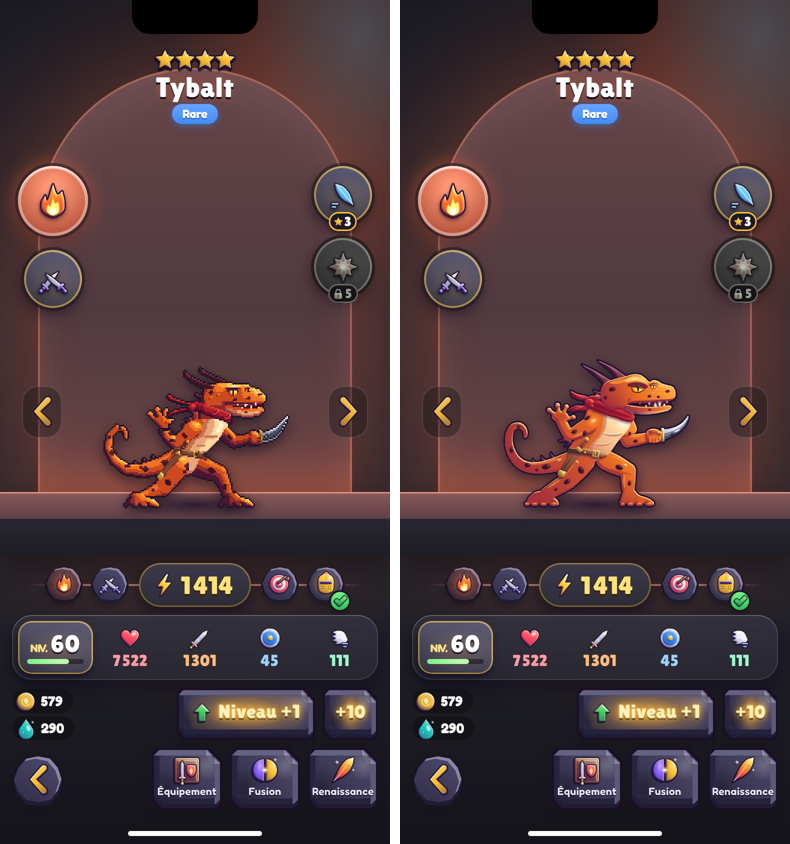 Tybalt
Rare
3
5
1414
NIV. 60
7522
1301
45
111
579
290
Niveau +1
+10
Équipement
Fusion
Renaissance
Tybalt
Rare
3
5
1414
NIV. 60
7522
1301
45
111
579
290
Niveau +1
+10
Équipement
Fusion
Renaissance